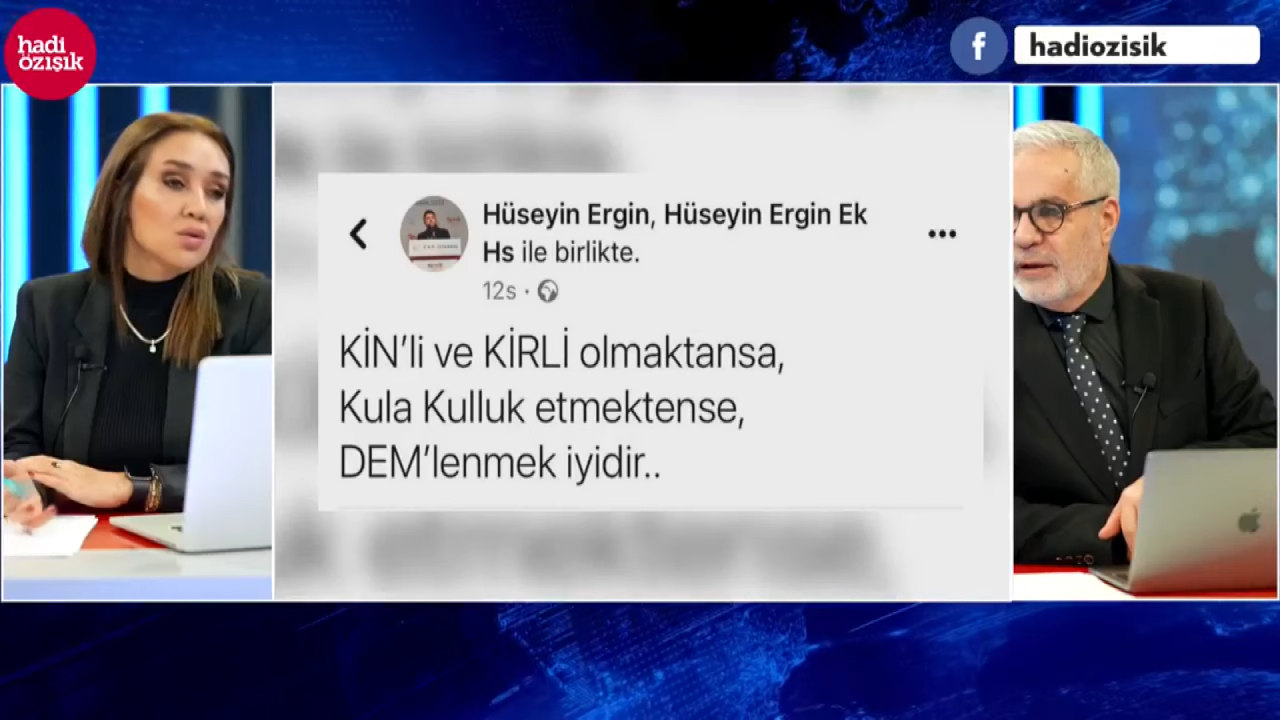 hadi
özışık
hadiozisik
Hüseyin Ergin, Hüseyin Ergin Ek
Hs ile birlikte.
12s
KİN'li ve KİRLİ olmaktansa,
Kula Kulluk etmektense,
DEM'lenmek iyidir..